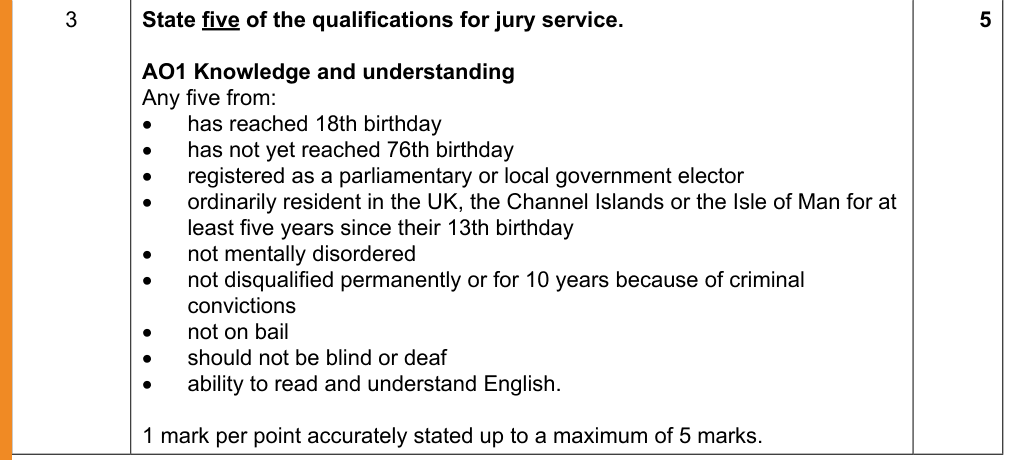 3 State five of the qualifications for jury service. 5
AO1 Knowledge and understanding
Any five from:
• has reached 18th birthday
• has not yet reached 76th birthday
• registered as a parliamentary or local government elector
• ordinarily resident in the UK, the Channel Islands or the Isle of Man for at
least five years since their 13th birthday
• not mentally disordered
• not disqualified permanently or for 10 years because of criminal
convictions
• not on bail
• should not be blind or deaf
• ability to read and understand English.
1 mark per point accurately stated up to a maximum of 5 marks.